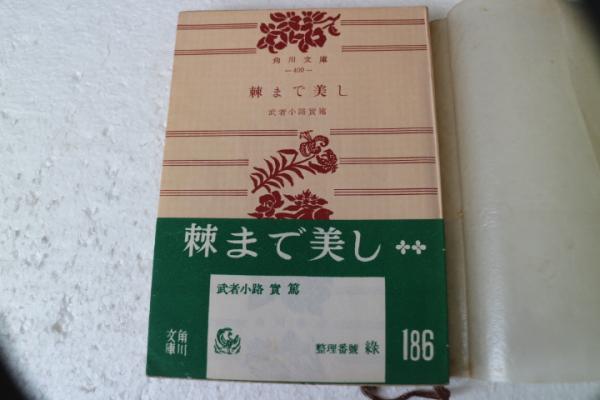 角川文庫
—400—
棘まで美し
武者小路實篤
棘まで美し
武者小路 實 篤
角川文庫
整理番號 綠
186